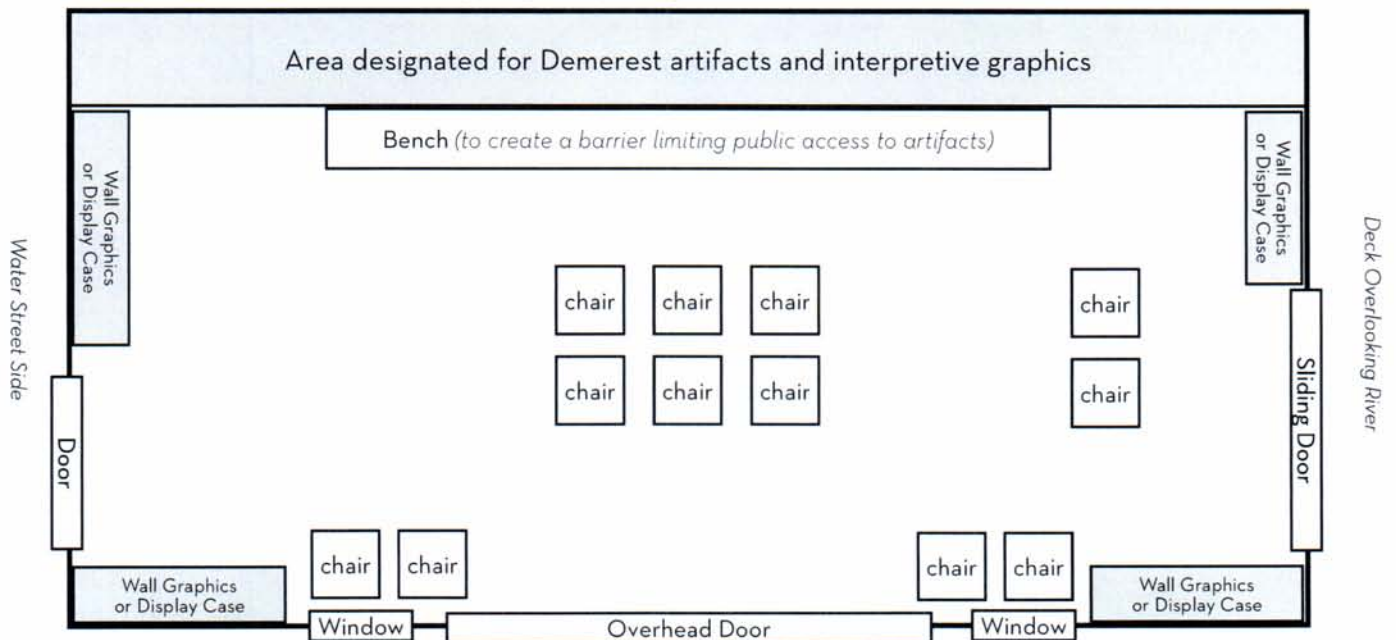 Area designated for Demerest artifacts and interpretive graphics
Bench (to create a barrier limiting public access to artifacts)
Wall Graphics
or Display Case
Wall Graphics
or Display Case
Water Street Side
Deck Overlooking River
chair chair chair chair
chair chair chair chair
Door
Sliding Door
chair chair chair chair
Wall Graphics
or Display Case
Wall Graphics
or Display Case
Window Overhead Door Window